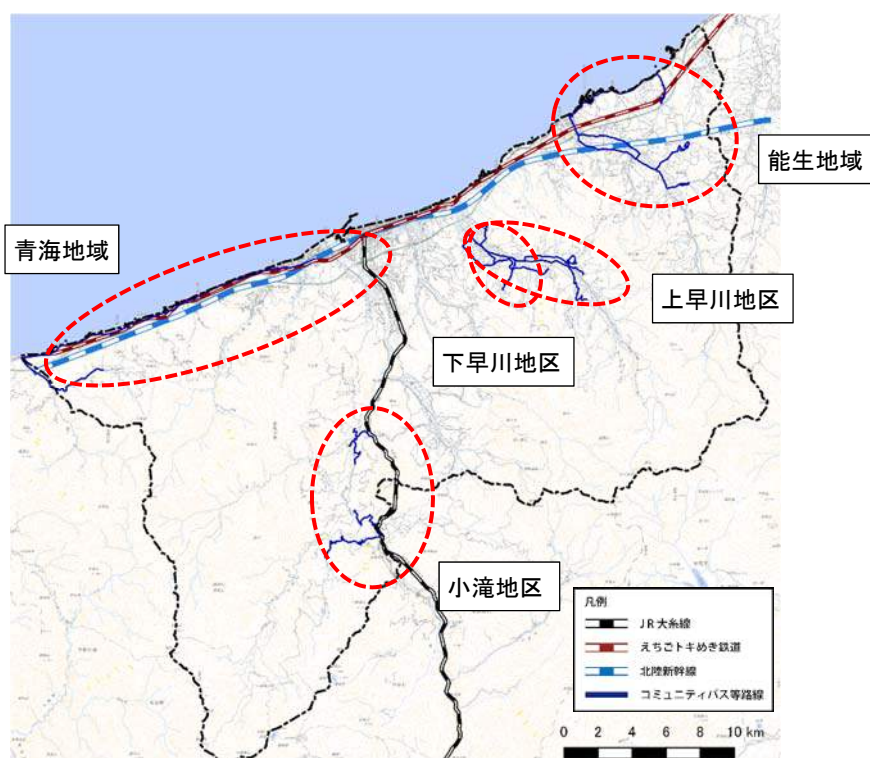 能生地域
青海地域
上早川地区
下早川地区
小滝地区
凡例
JR大糸線
えちごトキめき鉄道
北陸新幹線
コミュニティバス等路線
0 2 4 6 8 10 km